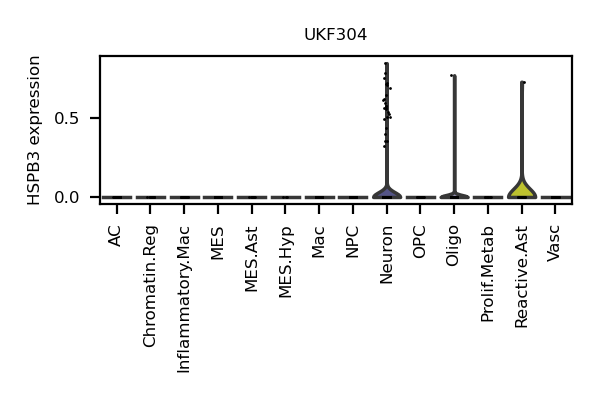 UKF304
HSPB3 expression
0.5
0.0
AC
Chromatin.Reg
Inflammatory.Mac
MES
MES.Ast
MES.Hyp
Mac
NPC
Neuron
OPC
Oligo
Prolif.Metab
Reactive.Ast
Vasc